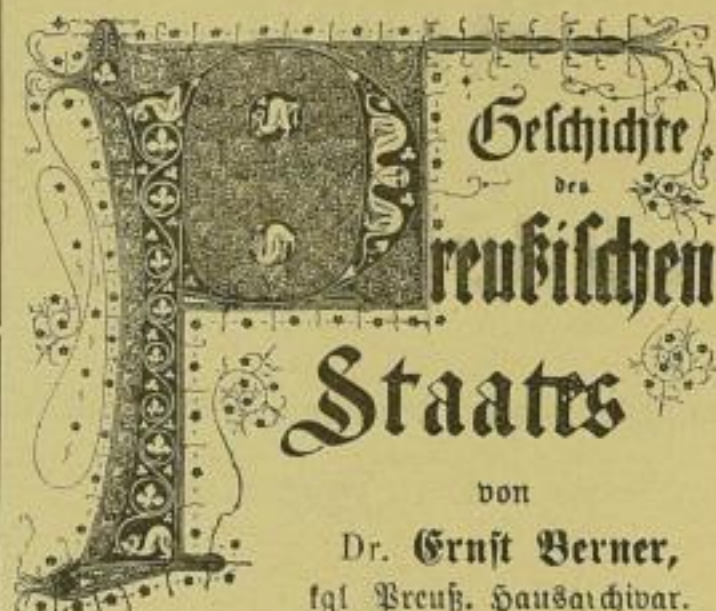 Geschichte
des
Preußischen
Staates
von
Dr. Ernst Berner,
kgl Preuß. Hausarchivar.